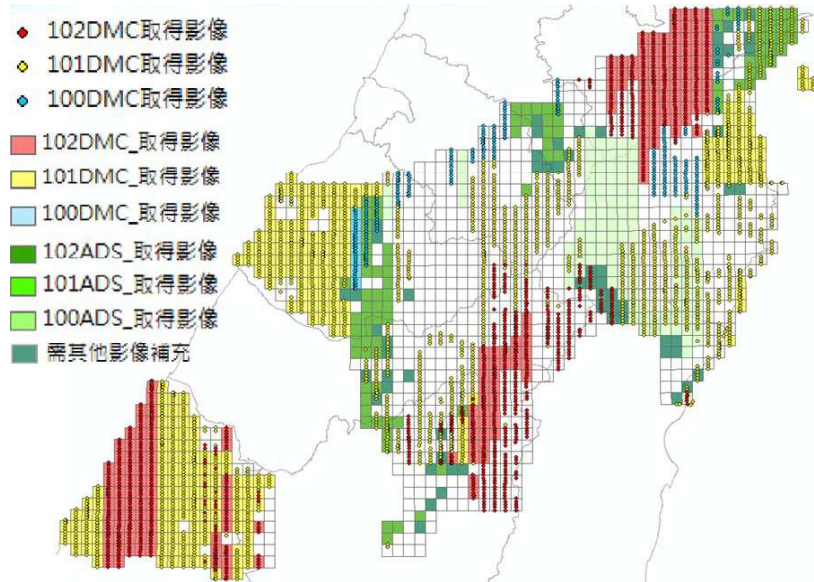 102DMC取得影像
101DMC取得影像
100DMC取得影像
102DMC_取得影像
101DMC_取得影像
100DMC_取得影像
102ADS_取得影像
101ADS_取得影像
100ADS_取得影像
需其他影像補充